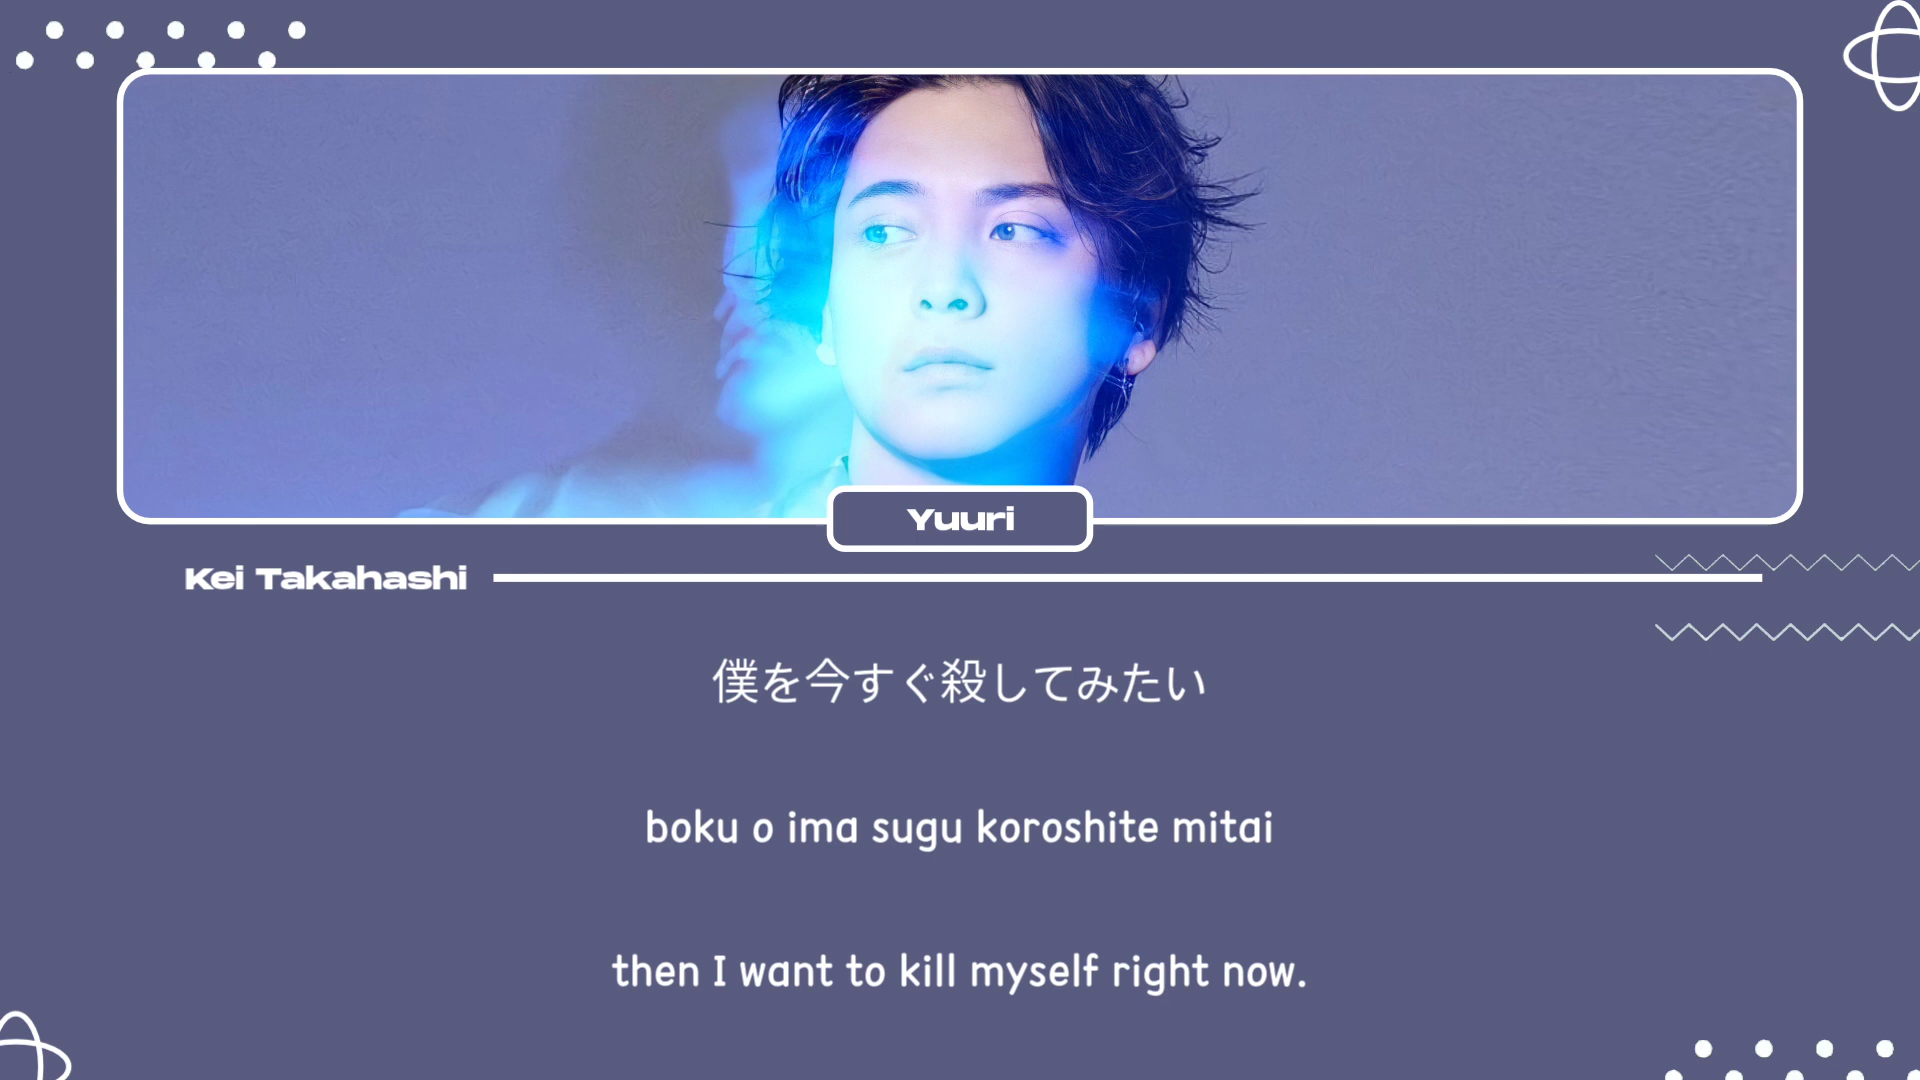 Yuuri
Kei Takahashi
僕を今すぐ殺してみたい
boku o ima sugu koroshite mitai
then I want to kill myself right now.